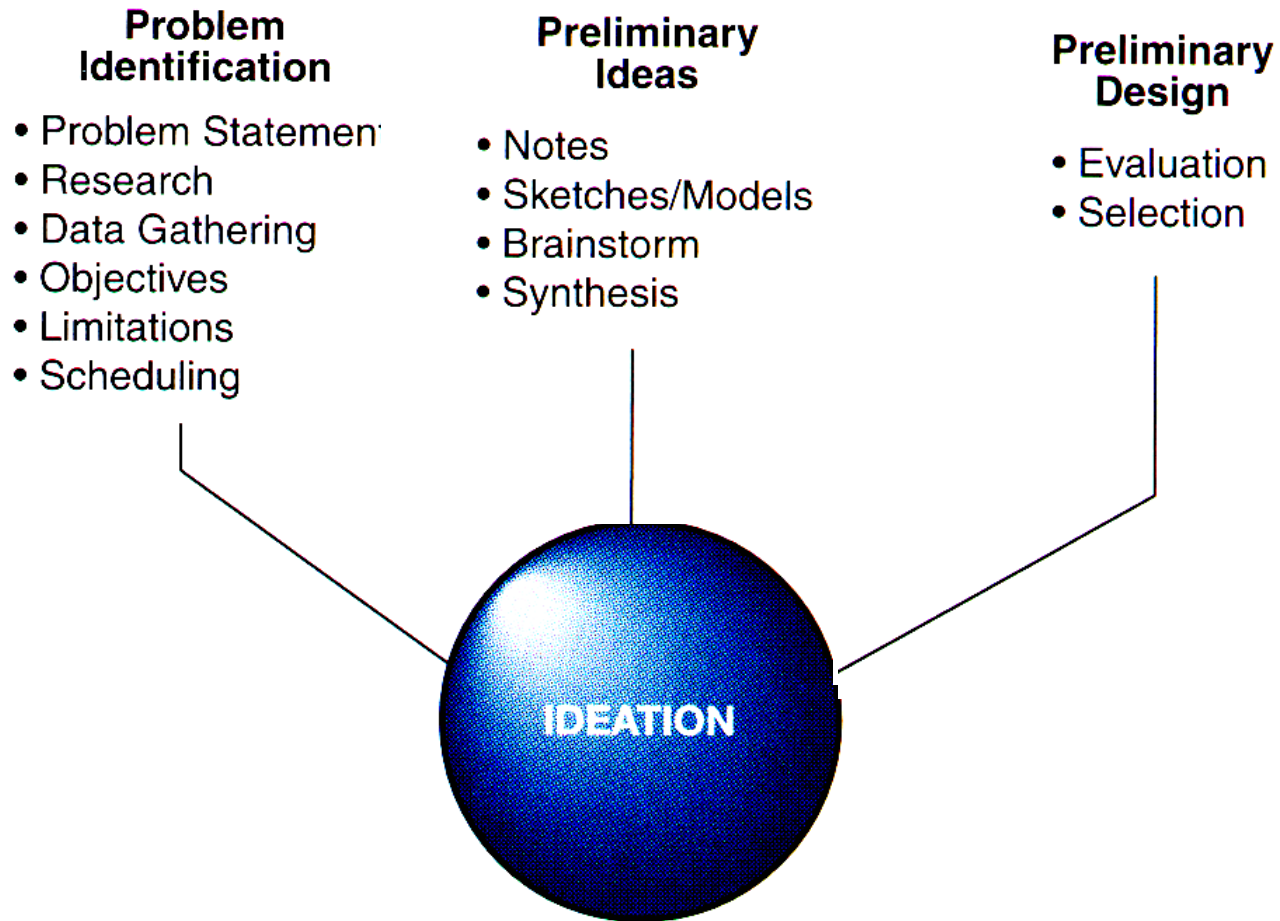 Problem
Identification
• Problem Statement
• Research
• Data Gathering
• Objectives
• Limitations
• Scheduling
Preliminary
Ideas
• Notes
• Sketches/Models
• Brainstorm
• Synthesis
Preliminary
Design
• Evaluation
• Selection
IDEATION